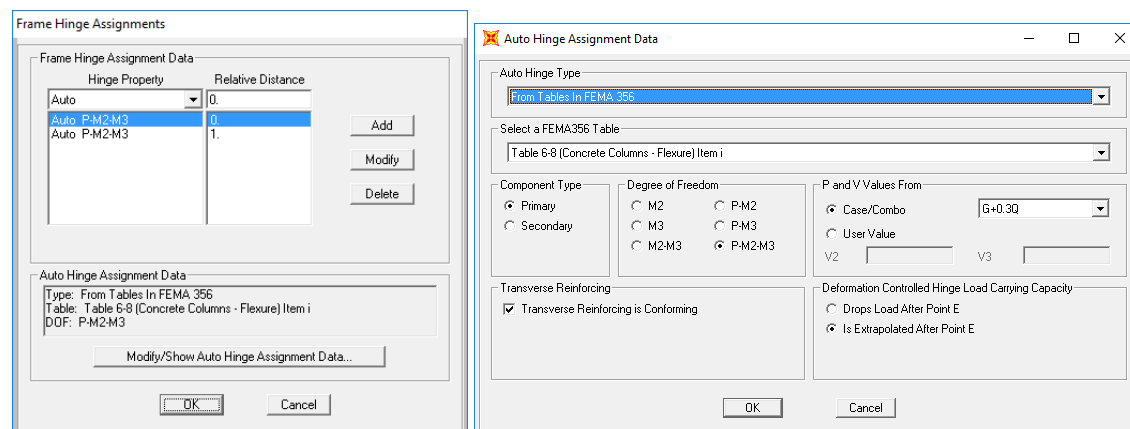 Frame Hinge Assignments
Frame Hinge Assignment Data
Hinge Property Relative Distance
Auto 0.
Auto P-M2-M3 0.
Auto P-M2-M3 1.
Add
Modify
Delete
Auto Hinge Assignment Data
Type: From Tables In FEMA 356
Table: Table 6-8 (Concrete Columns - Flexure) Item i
DOF: P-M2-M3
Modify/Show Auto Hinge Assignment Data...
OK Cancel
Auto Hinge Assignment Data
Auto Hinge Type
From Tables In FEMA 356
Select a FEMA356 Table
Table 6-8 (Concrete Columns - Flexure) Item i
Component Type
Primary
Secondary
Degree of Freedom
M2 P-M2
M3 P-M3
M2-M3 P-M2-M3
P and V Values From
Case/Combo G+0.3Q
User Value
V2 V3
Transverse Reinforcing
Transverse Reinforcing is Conforming
Deformation Controlled Hinge Load Carrying Capacity
Drops Load After Point E
Is Extrapolated After Point E
OK Cancel